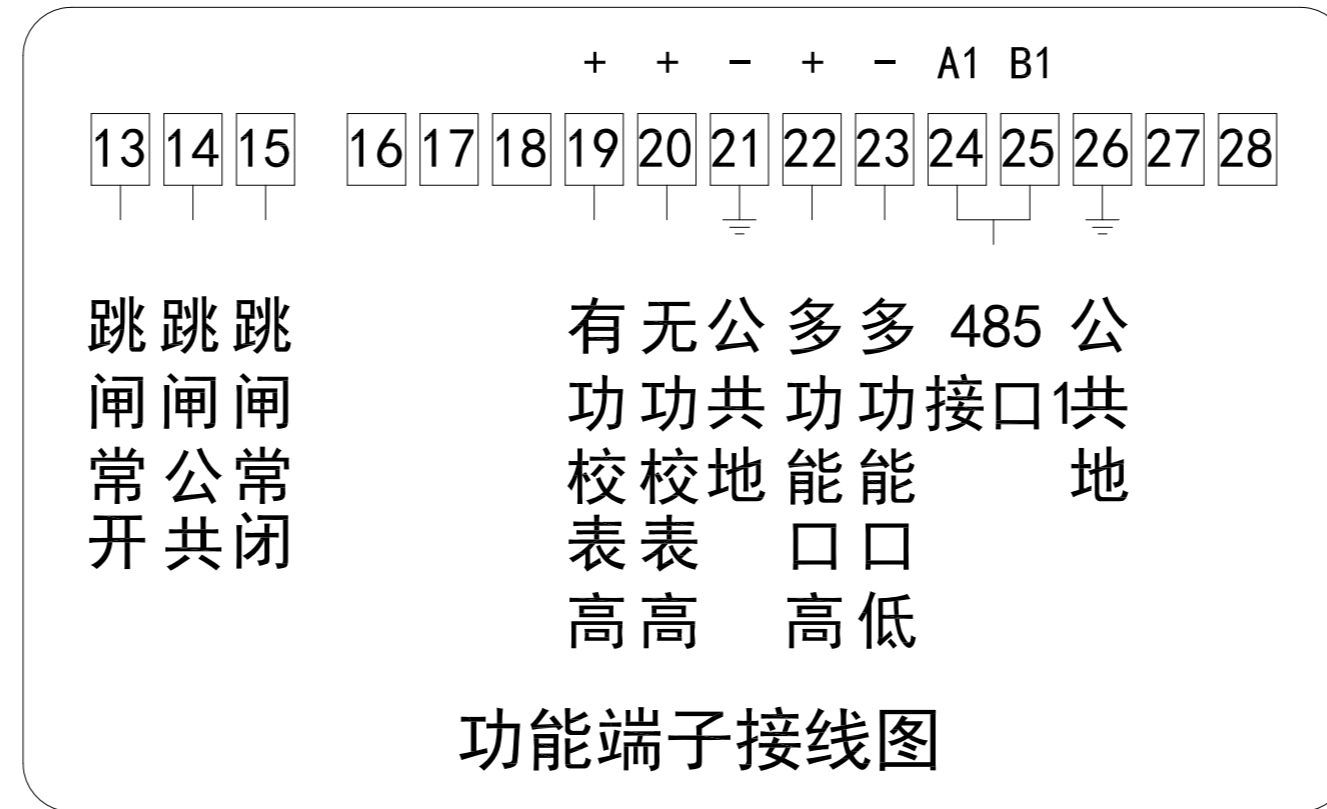 + + - + - A1 B1
13 14 15 16 17 18 19 20 21 22 23 24 25 26 27 28
跳闸常开
跳闸公共
跳闸常闭
有功校表高
无功校表高
公共地
多功能口高
多功能口低
485
接口1
公共地
功能端子接线图